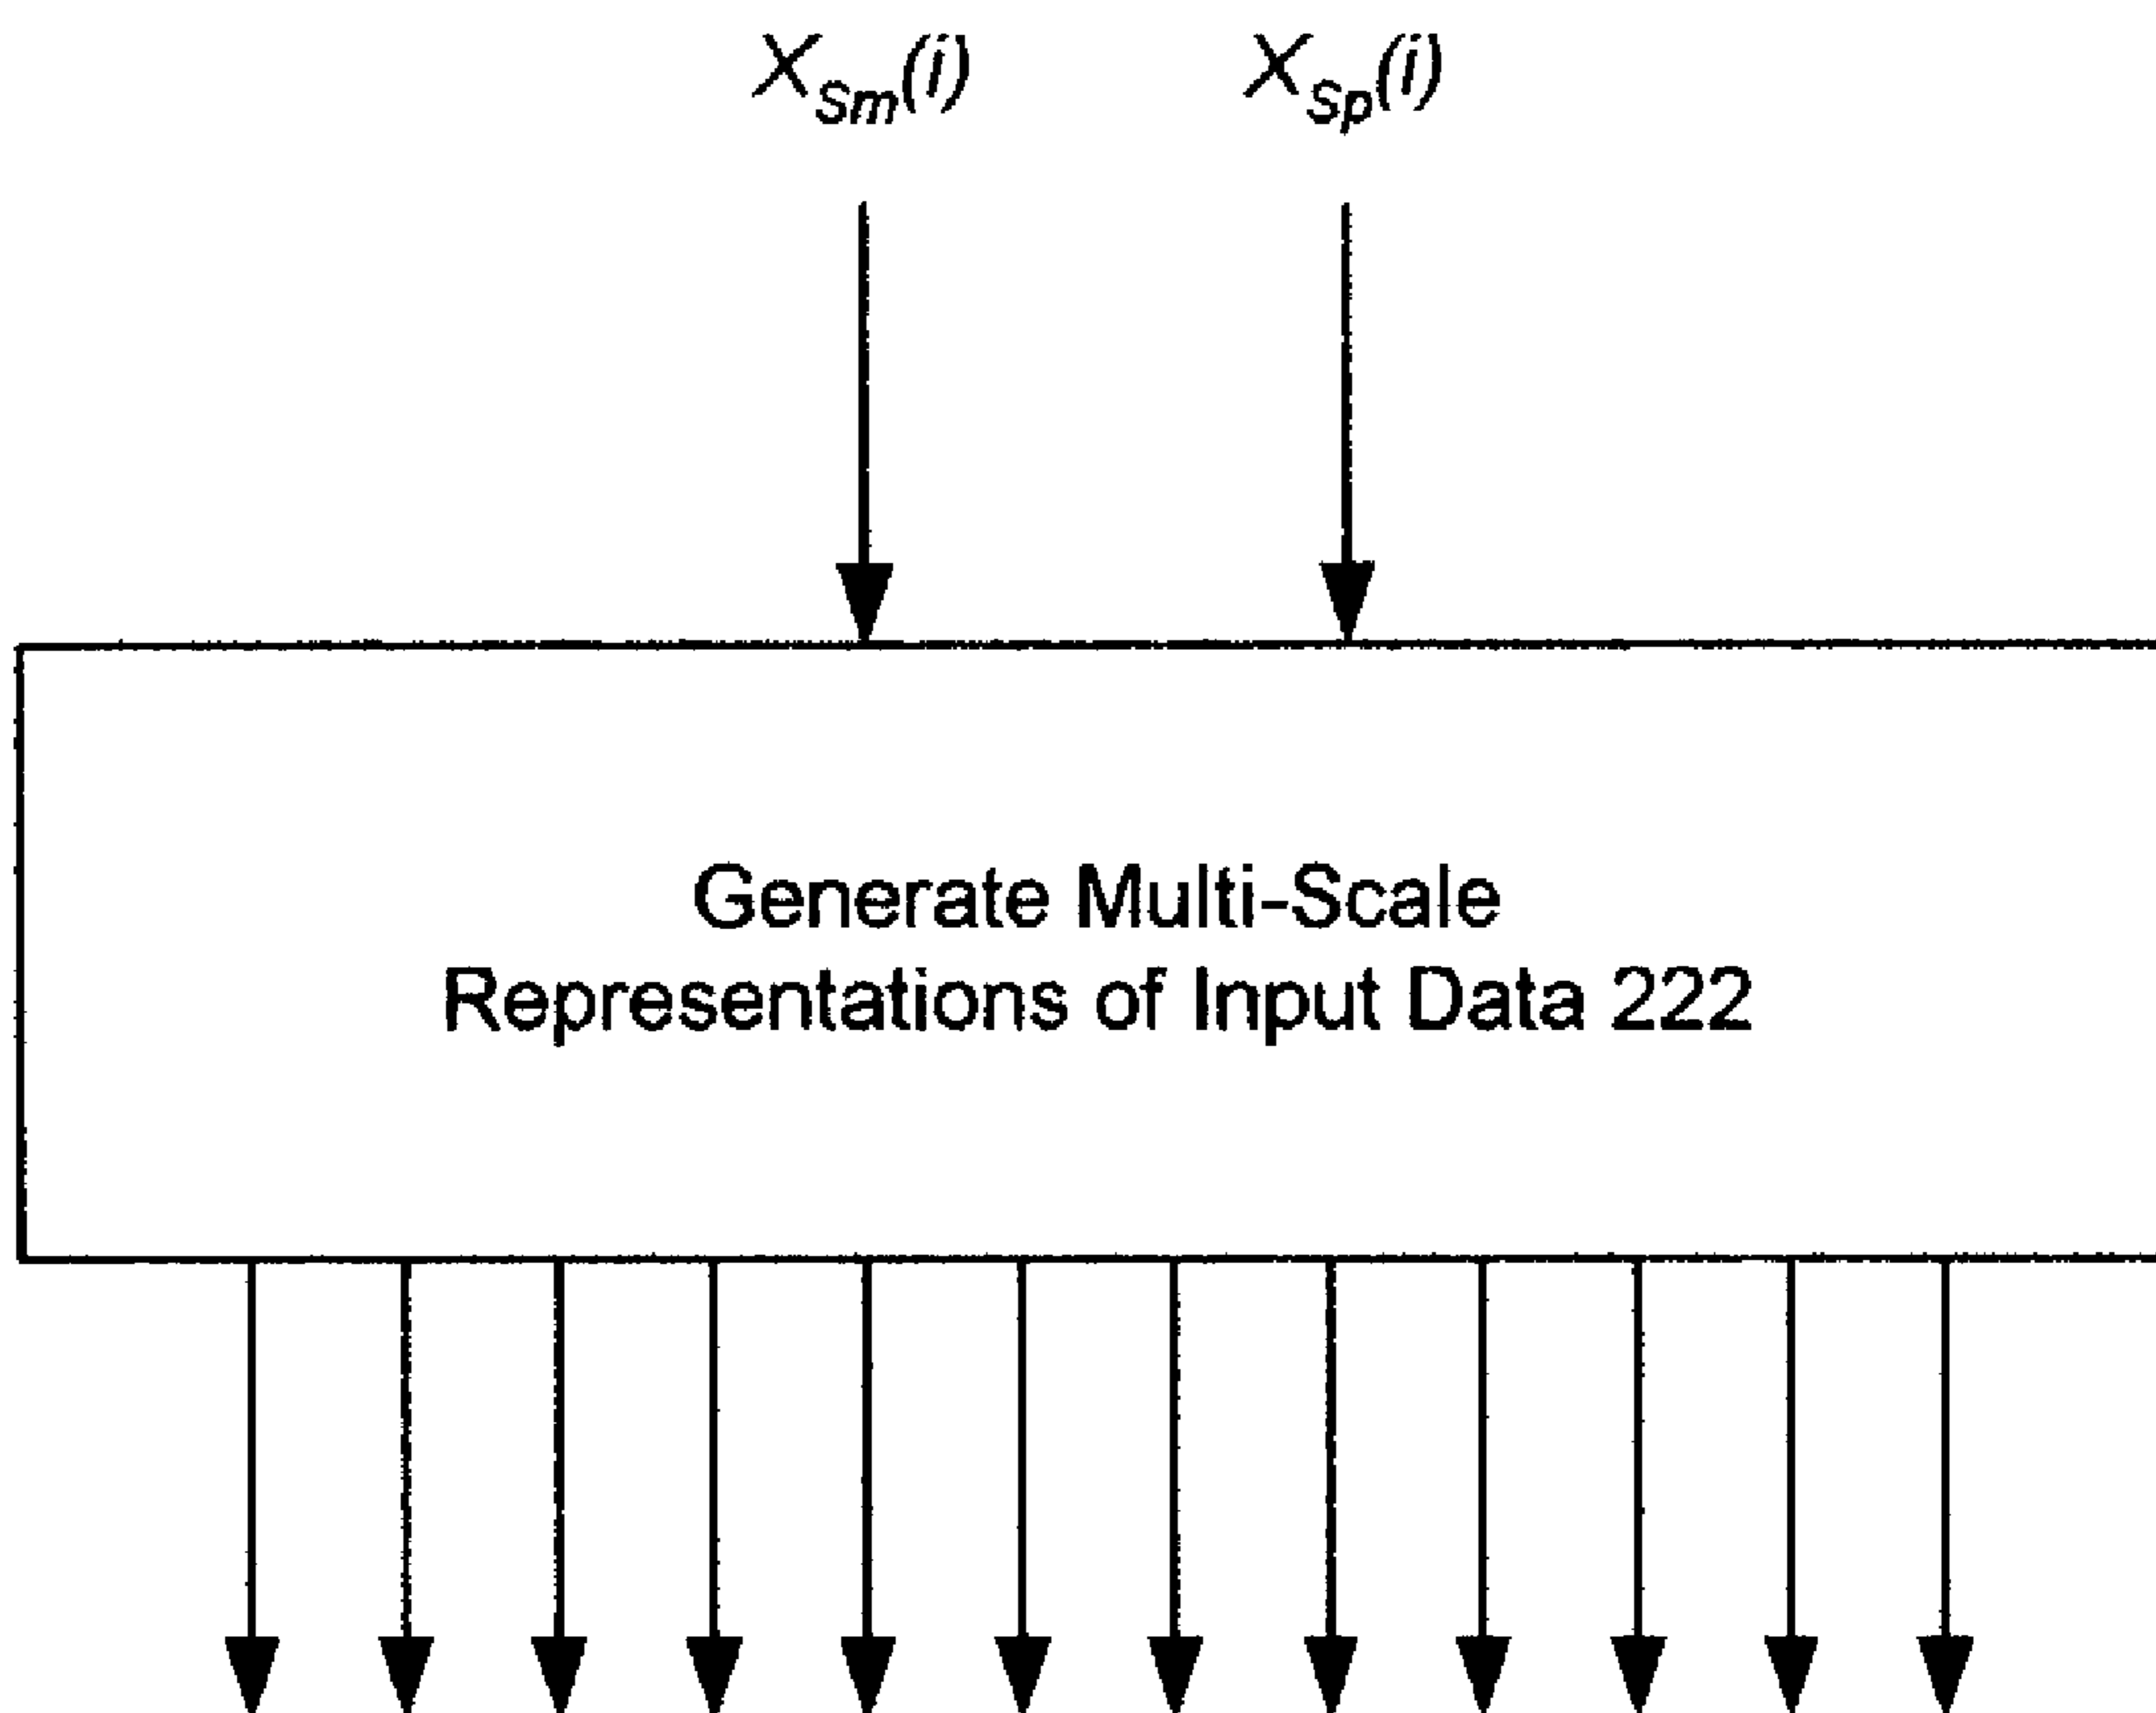 X_Sm(i) X_Sp(i)
Generate Multi-Scale
Representations of Input Data 222